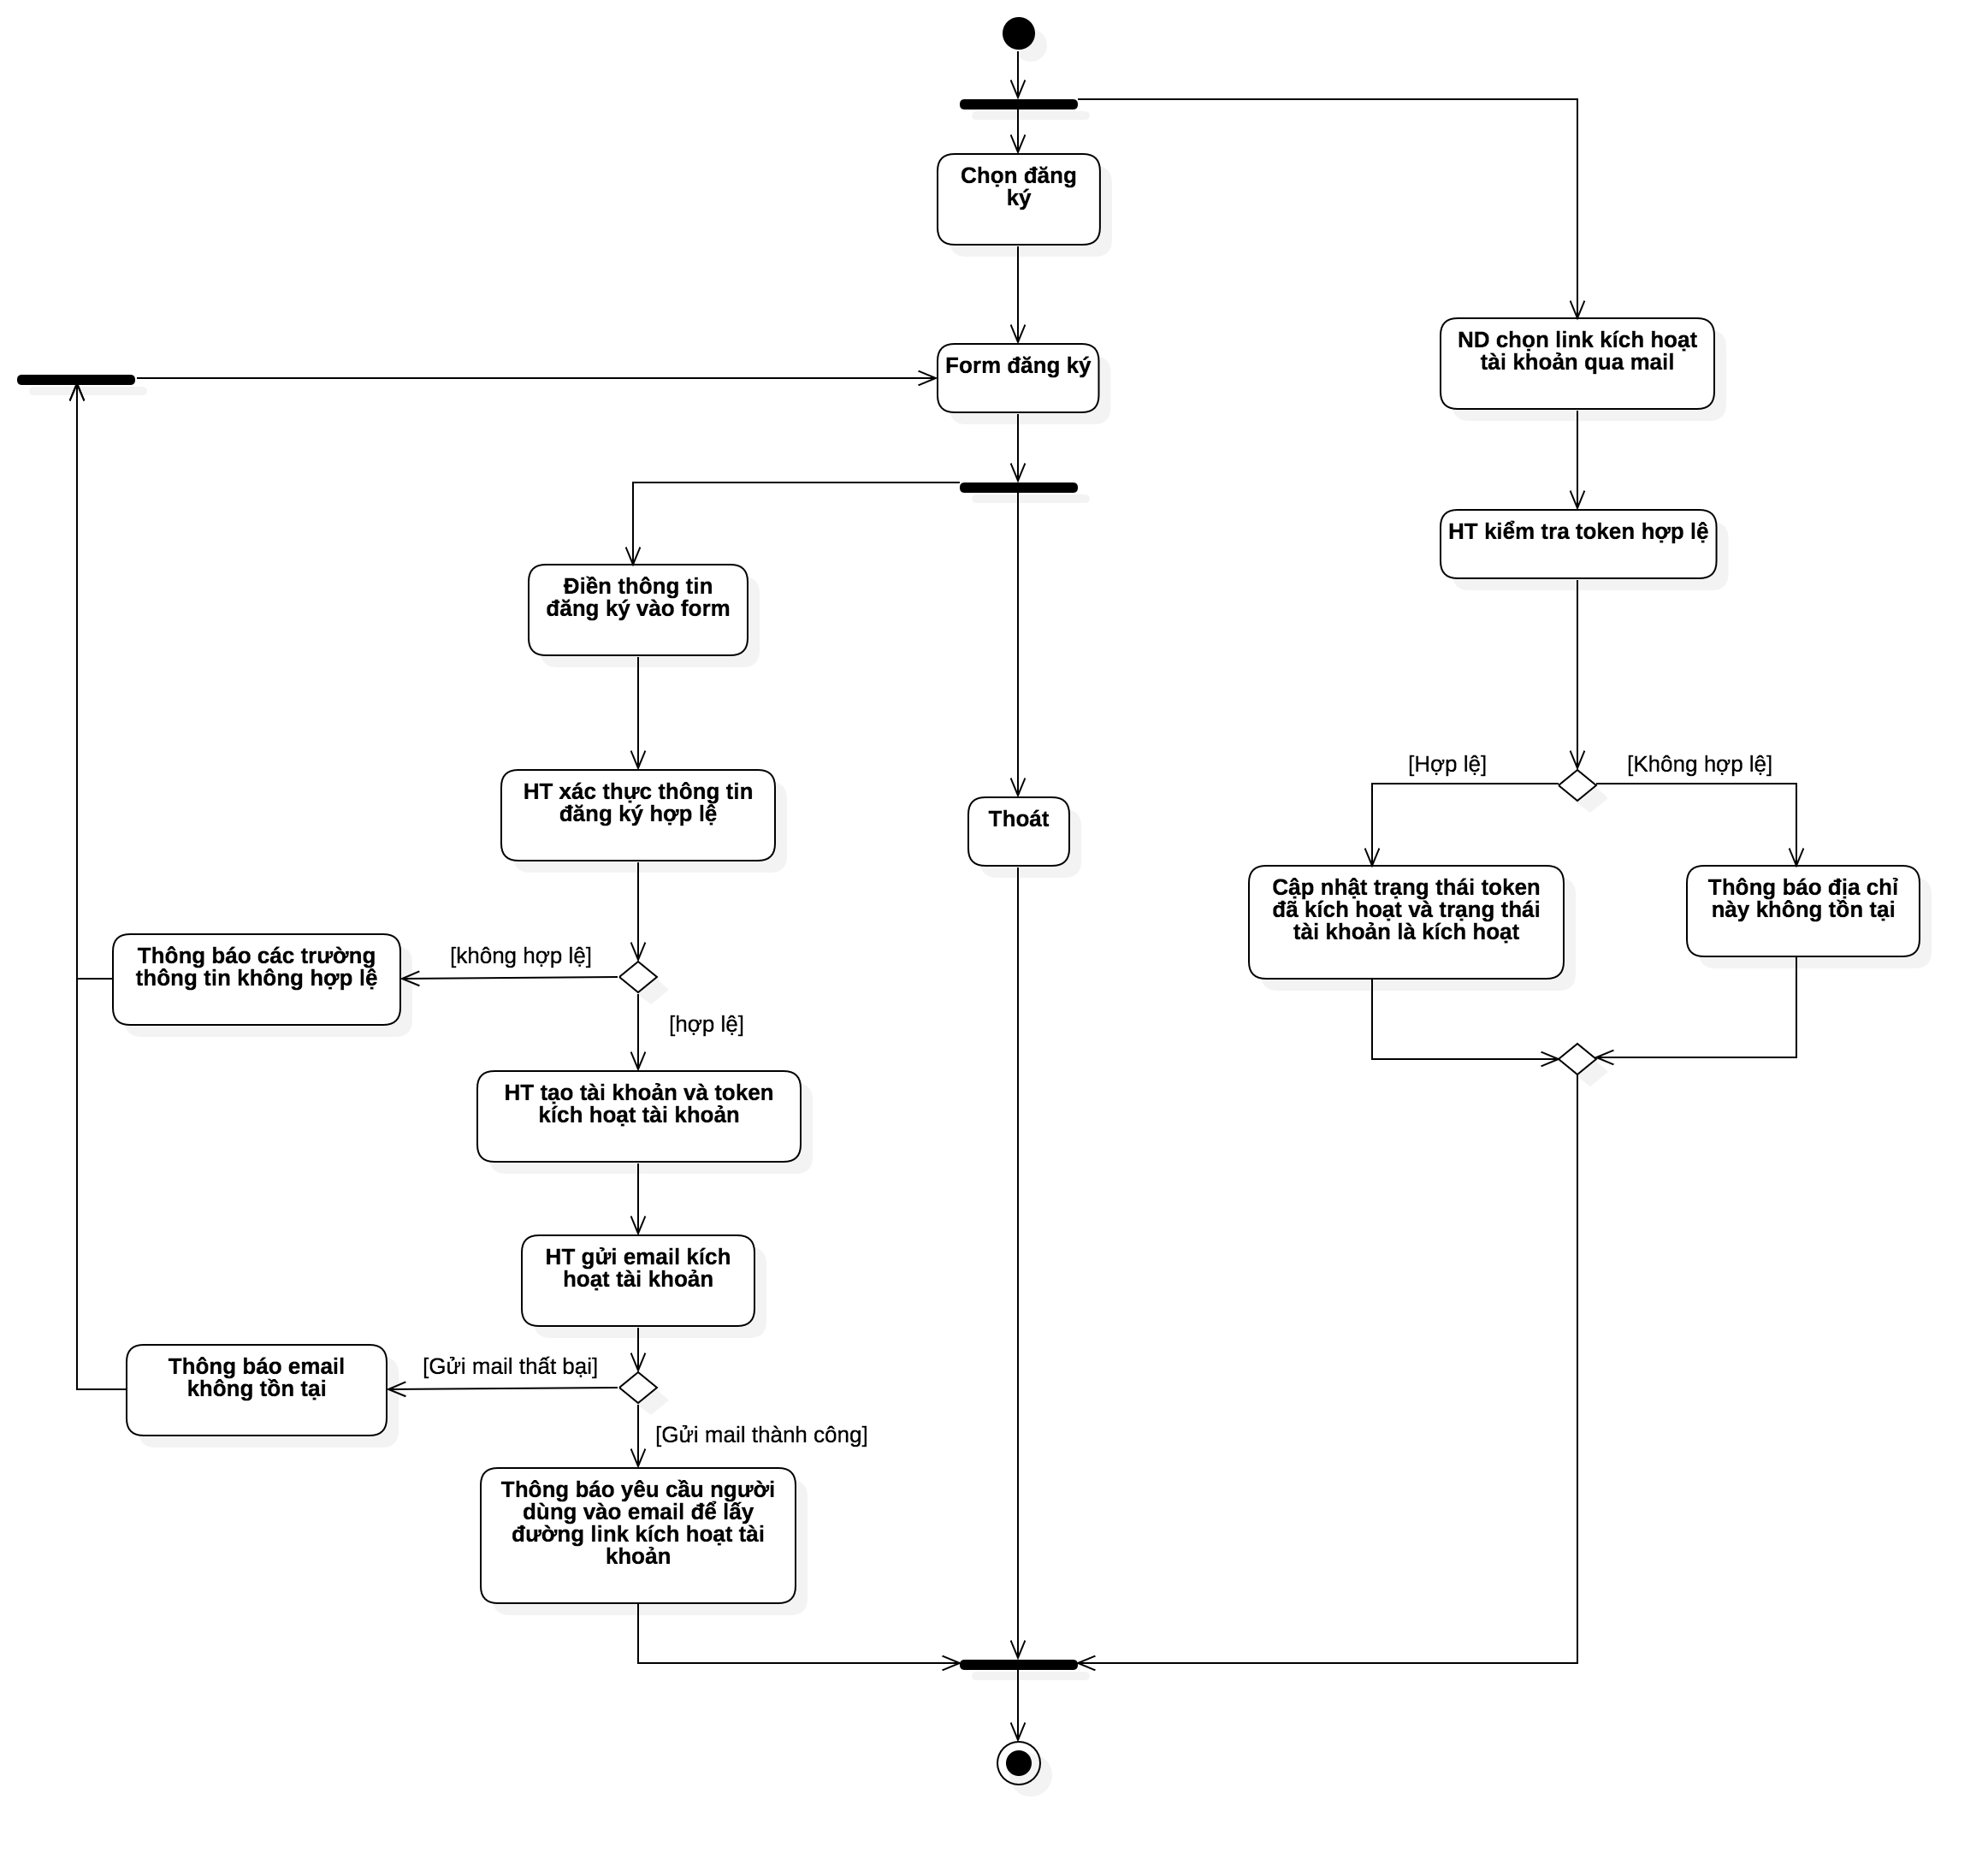 Chọn đăng
ký
Form đăng ký
ND chọn link kích hoạt
tài khoản qua mail
HT kiểm tra token hợp lệ
Điền thông tin
đăng ký vào form
HT xác thực thông tin
đăng ký hợp lệ
Thoát
[Hợp lệ]
[Không hợp lệ]
Cập nhật trạng thái token
đã kích hoạt và trạng thái
tài khoản là kích hoạt
Thông báo địa chỉ
này không tồn tại
Thông báo các trường
thông tin không hợp lệ
[không hợp lệ]
[hợp lệ]
HT tạo tài khoản và token
kích hoạt tài khoản
HT gửi email kích
hoạt tài khoản
Thông báo email
không tồn tại
[Gửi mail thất bại]
[Gửi mail thành công]
Thông báo yêu cầu người
dùng vào email để lấy
đường link kích hoạt tài
khoản